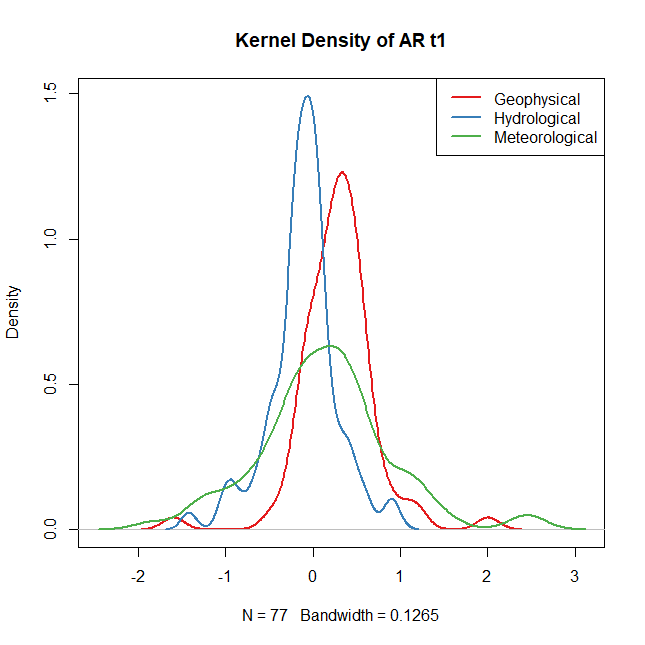 Kernel Density of AR t1
Geophysical
Hydrological
Meteorological
1.5
1.0
0.5
0.0
Density
-2 -1 0 1 2 3
N = 77 Bandwidth = 0.1265